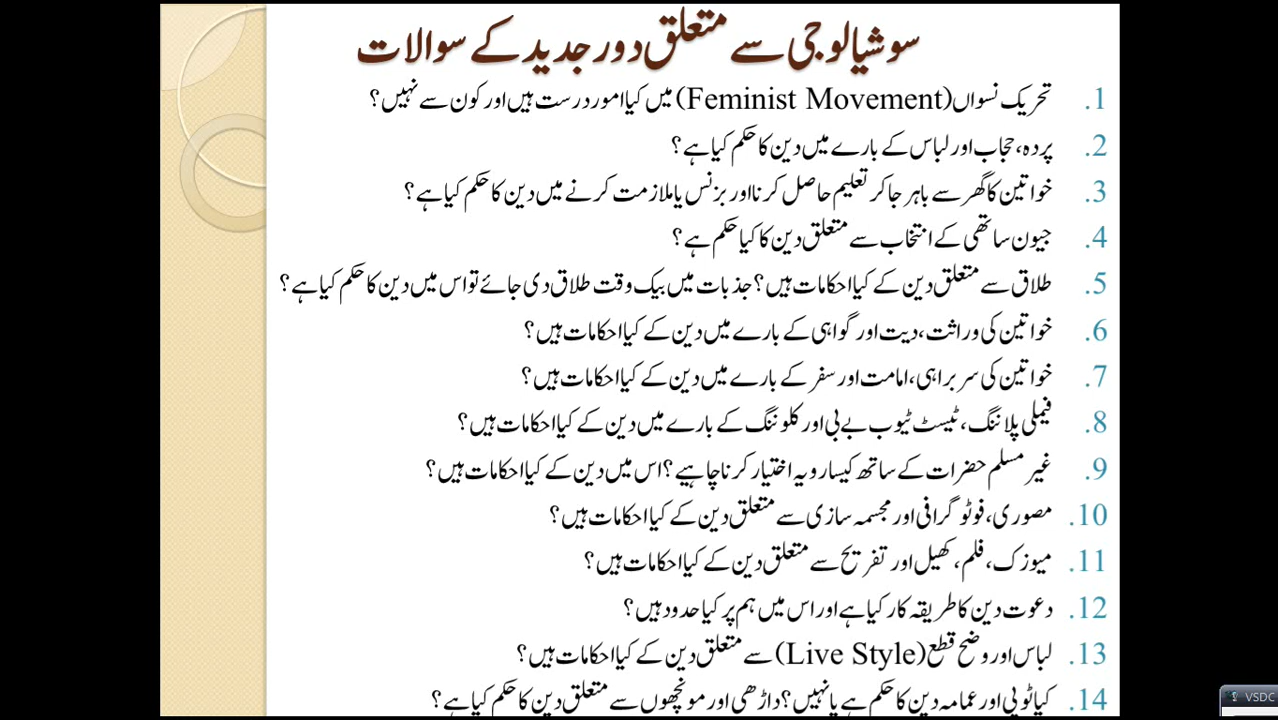 سوشیالوجی سے متعلق دور جدید کے سوالات
1. تحریک نسواں (Feminist Movement) میں کیا امور درست ہیں اور کون سے نہیں؟
2. پردہ، حجاب اور لباس کے بارے میں دین کا حکم کیا ہے؟
3. خواتین کا گھر سے باہر جا کر تعلیم حاصل کرنا اور بزنس یا ملازمت کرنے میں دین کا حکم کیا ہے؟
4. جیون ساتھی کے انتخاب سے متعلق دین کا کیا حکم ہے؟
5. طلاق سے متعلق دین کے کیا احکامات ہیں؟ جذبات میں بیک وقت طلاق دی جائے تو اس میں دین کا حکم کیا ہے؟
6. خواتین کی وراثت، دیت اور گواہی کے بارے میں دین کے کیا احکامات ہیں؟
7. خواتین کی سربراہی، امامت اور سفر کے بارے میں دین کے کیا احکامات ہیں؟
8. فیملی پلاننگ، ٹیسٹ ٹیوب بے بی اور کلوننگ کے بارے میں دین کے کیا احکامات ہیں؟
9. غیر مسلم حضرات کے ساتھ کیسا رویہ اختیار کرنا چاہیے؟ اس میں دین کے کیا احکامات ہیں؟
10. مصوری، فوٹو گرافی اور مجسمہ سازی سے متعلق دین کے کیا احکامات ہیں؟
11. میوزک، فلم، کھیل اور تفریح سے متعلق دین کے کیا احکامات ہیں؟
12. دعوت دین کا طریقہ کار کیا ہے اور اس میں ہم پر کیا حدود ہیں؟
13. لباس اور وضح قطع (Live Style) سے متعلق دین کے کیا احکامات ہیں؟
14. کیا ٹوپی اور عمامہ دین کا حکم ہے یا نہیں؟ داڑھی اور مونچھوں سے متعلق دین کا حکم کیا ہے؟
VSDC